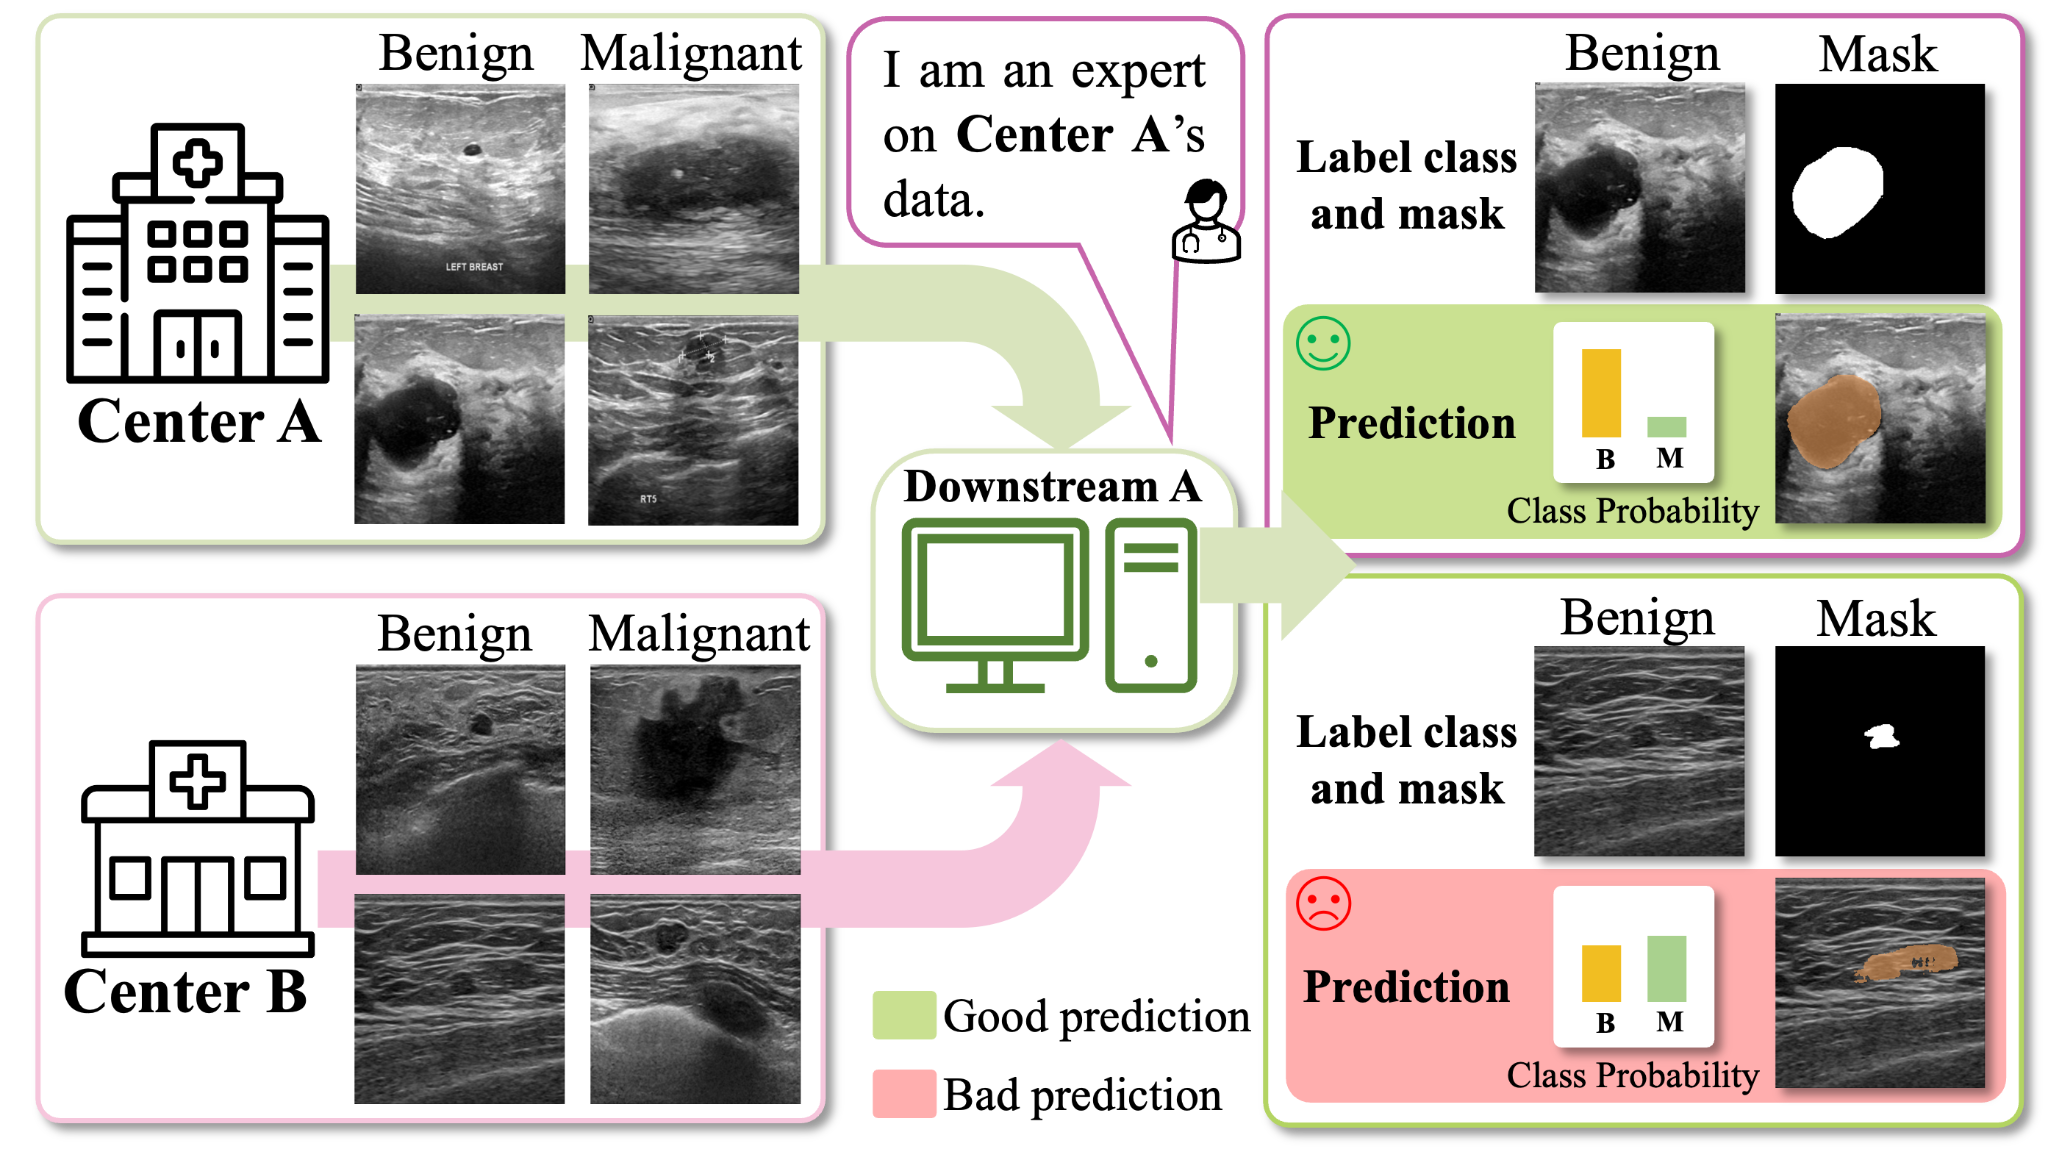 Benign Malignant
LEFT BREAST
RT5
1 2
Center A
I am an expert
on Center A's
data.
Downstream A
Benign Malignant
Center B
Good prediction
Bad prediction
Benign Mask
Label class
and mask
Prediction
B M
Class Probability
Benign Mask
Label class
and mask
Prediction
B M
Class Probability